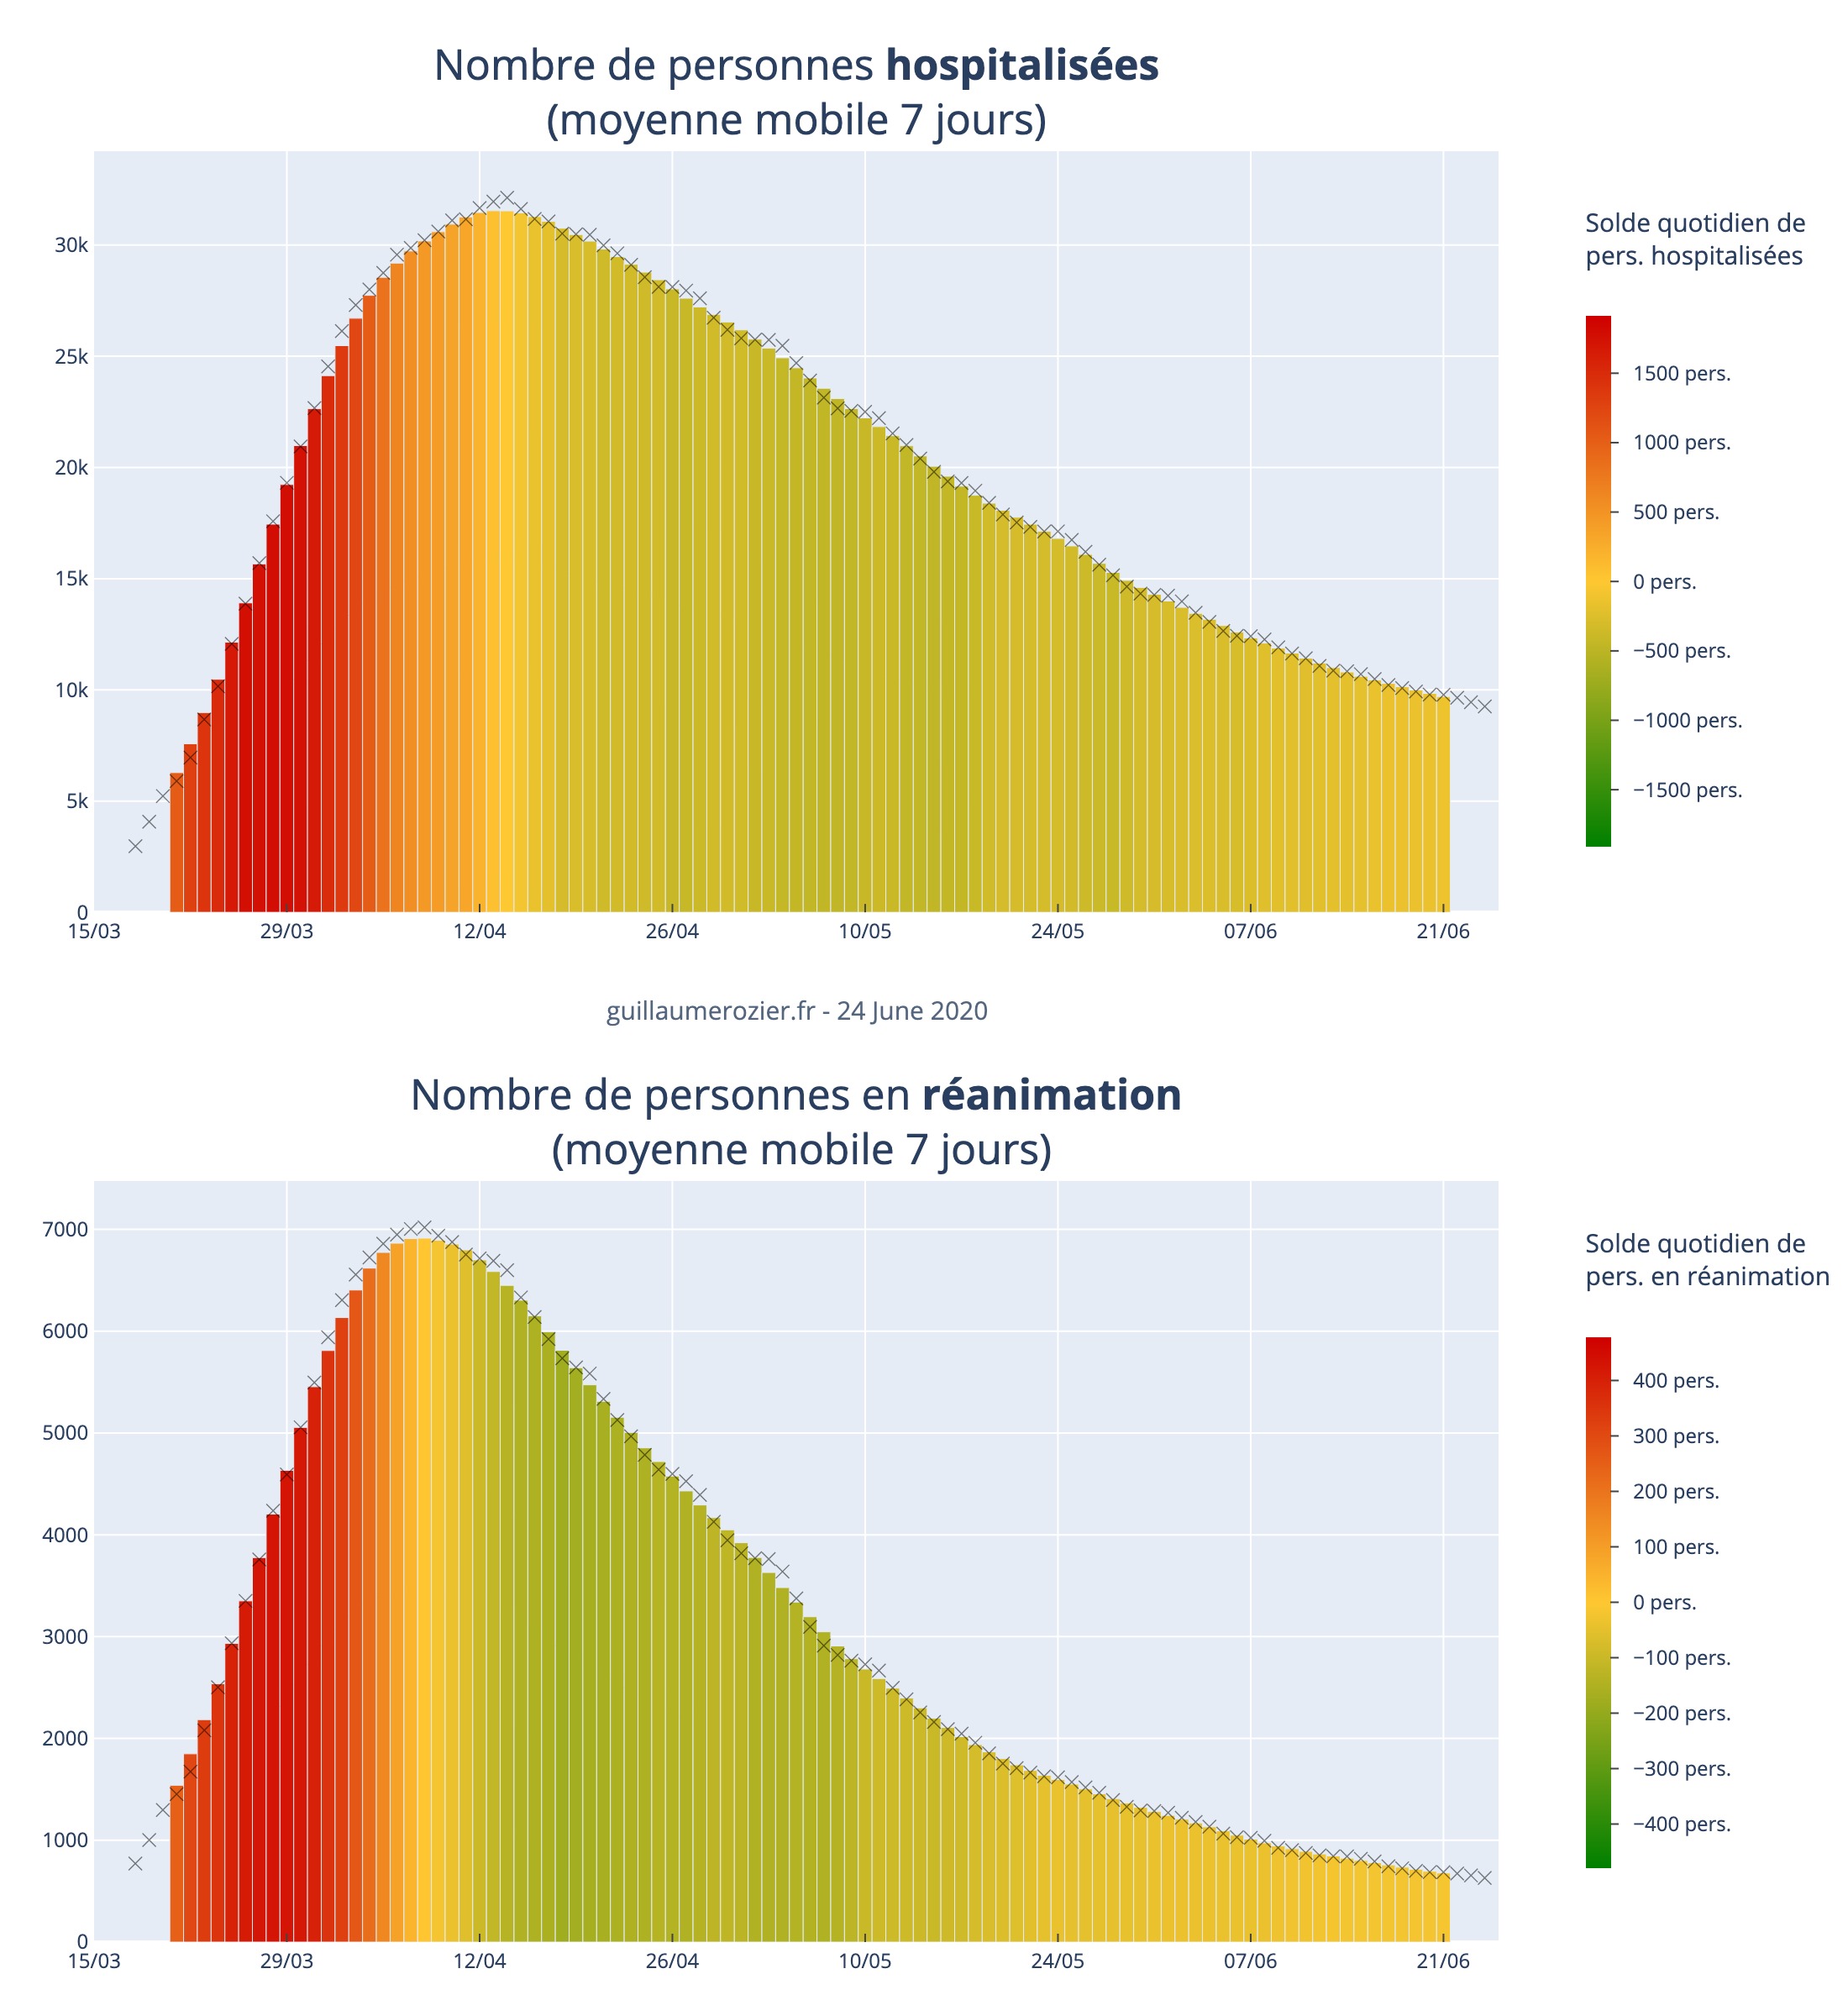 Nombre de personnes hospitalisées
(moyenne mobile 7 jours)
Solde quotidien de
pers. hospitalisées
30k
25k
20k
15k
10k
5k
0
15/03
29/03
12/04
26/04
10/05
24/05
07/06
21/06
1500 pers.
1000 pers.
500 pers.
0 pers.
−500 pers.
−1000 pers.
−1500 pers.
guillaumerozier.fr - 24 June 2020
Nombre de personnes en réanimation
(moyenne mobile 7 jours)
Solde quotidien de
pers. en réanimation
7000
6000
5000
4000
3000
2000
1000
0
15/03
29/03
12/04
26/04
10/05
24/05
07/06
21/06
400 pers.
300 pers.
200 pers.
100 pers.
0 pers.
−100 pers.
−200 pers.
−300 pers.
−400 pers.